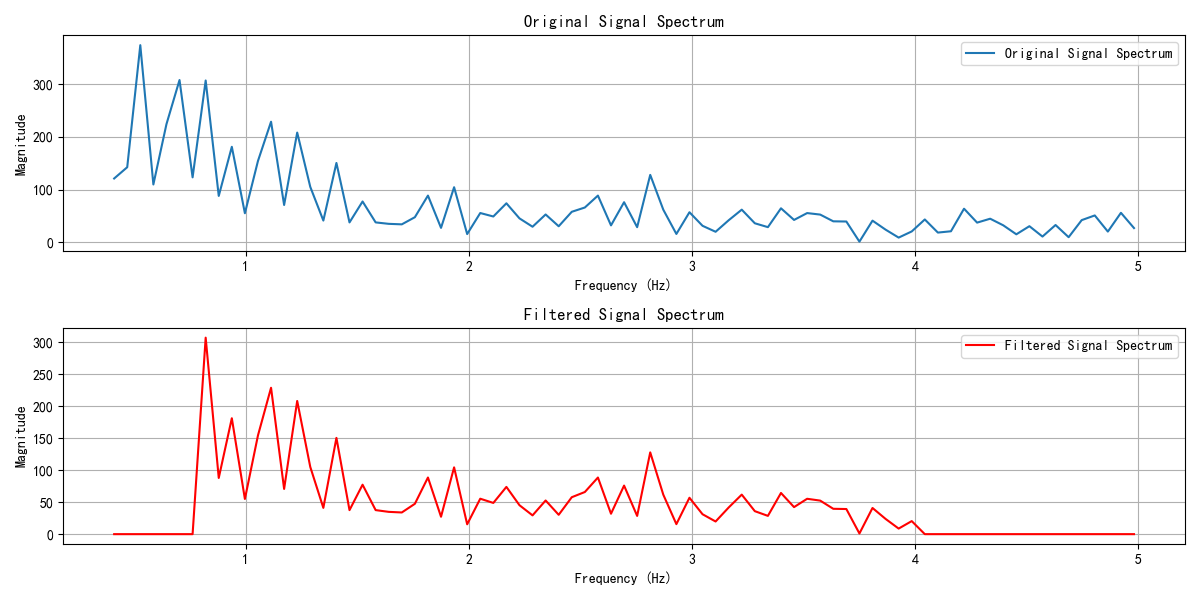 Original Signal Spectrum
Original Signal Spectrum
Magnitude
300
200
100
0
1 2 3 4 5
Frequency (Hz)
Filtered Signal Spectrum
Filtered Signal Spectrum
Magnitude
300
250
200
150
100
50
0
1 2 3 4 5
Frequency (Hz)